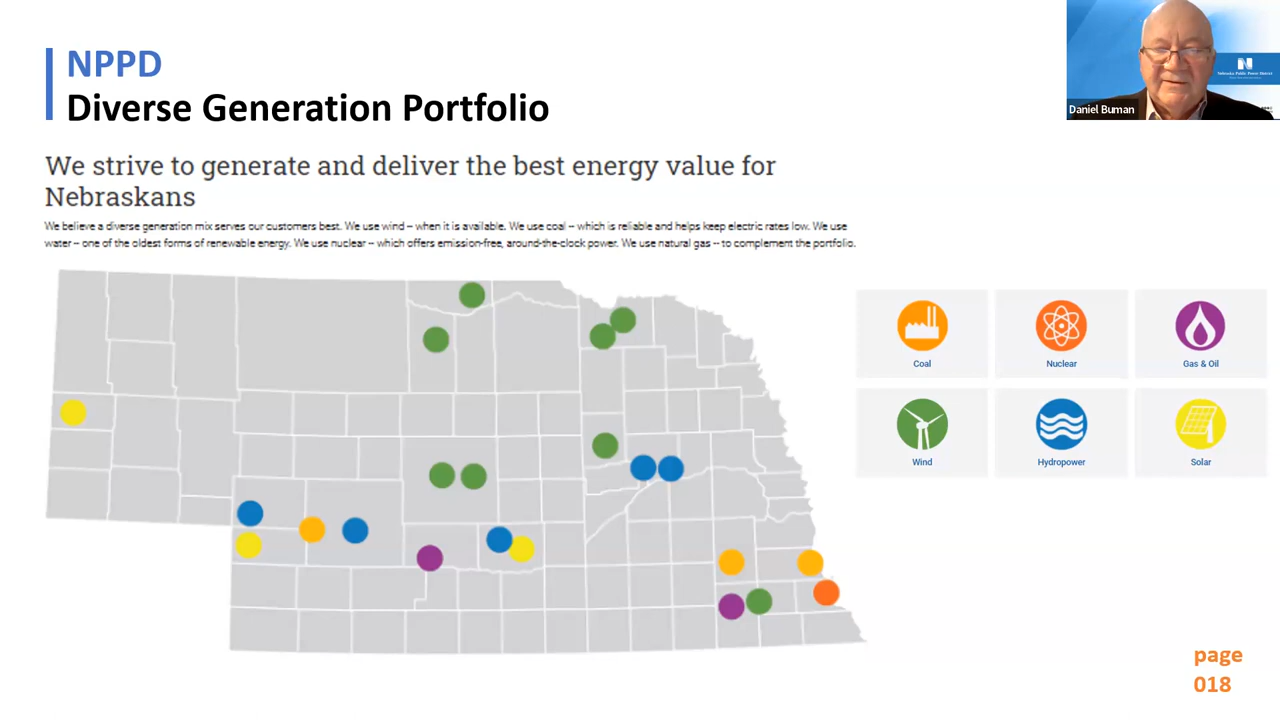 NPPD
Diverse Generation Portfolio
Daniel Buman
We strive to generate and deliver the best energy value for
Nebraskans
We believe a diverse generation mix serves our customers best. We use wind – when it is available. We use coal – which is reliable and helps keep electric rates low. We use
water – one of the oldest forms of renewable energy. We use nuclear – which offers emission-free, around-the-clock power. We use natural gas – to complement the portfolio.
Coal
Nuclear
Gas & Oil
Wind
Hydropower
Solar
page
018